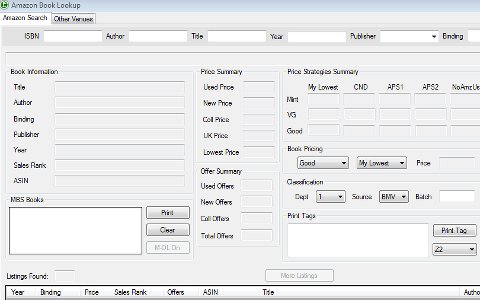 Amazon Book Lookup
Amazon Search Other Venues
ISBN Author Title Year Publisher Binding
Book Information
Title
Author
Binding
Publisher
Year
Sales Rank
ASIN
Price Summary
Used Price
New Price
Coll Price
UK Price
Lowest Price
Price Strategies Summary
My Lowest CND APS1 APS2 NoAmzUs
Mint
VG
Good
Book Pricing
Good My Lowest Price
Offer Summary
Used Offers
New Offers
Coll Offers
Total Offers
Classification
Dept 1 Source BMV Batch
MBS Books
Print
Clear
M-DL On
Print Tags
Print Tag
Z2
Listings Found: More Listings
Year Binding Price Sales Rank Offers ASIN Title Autho